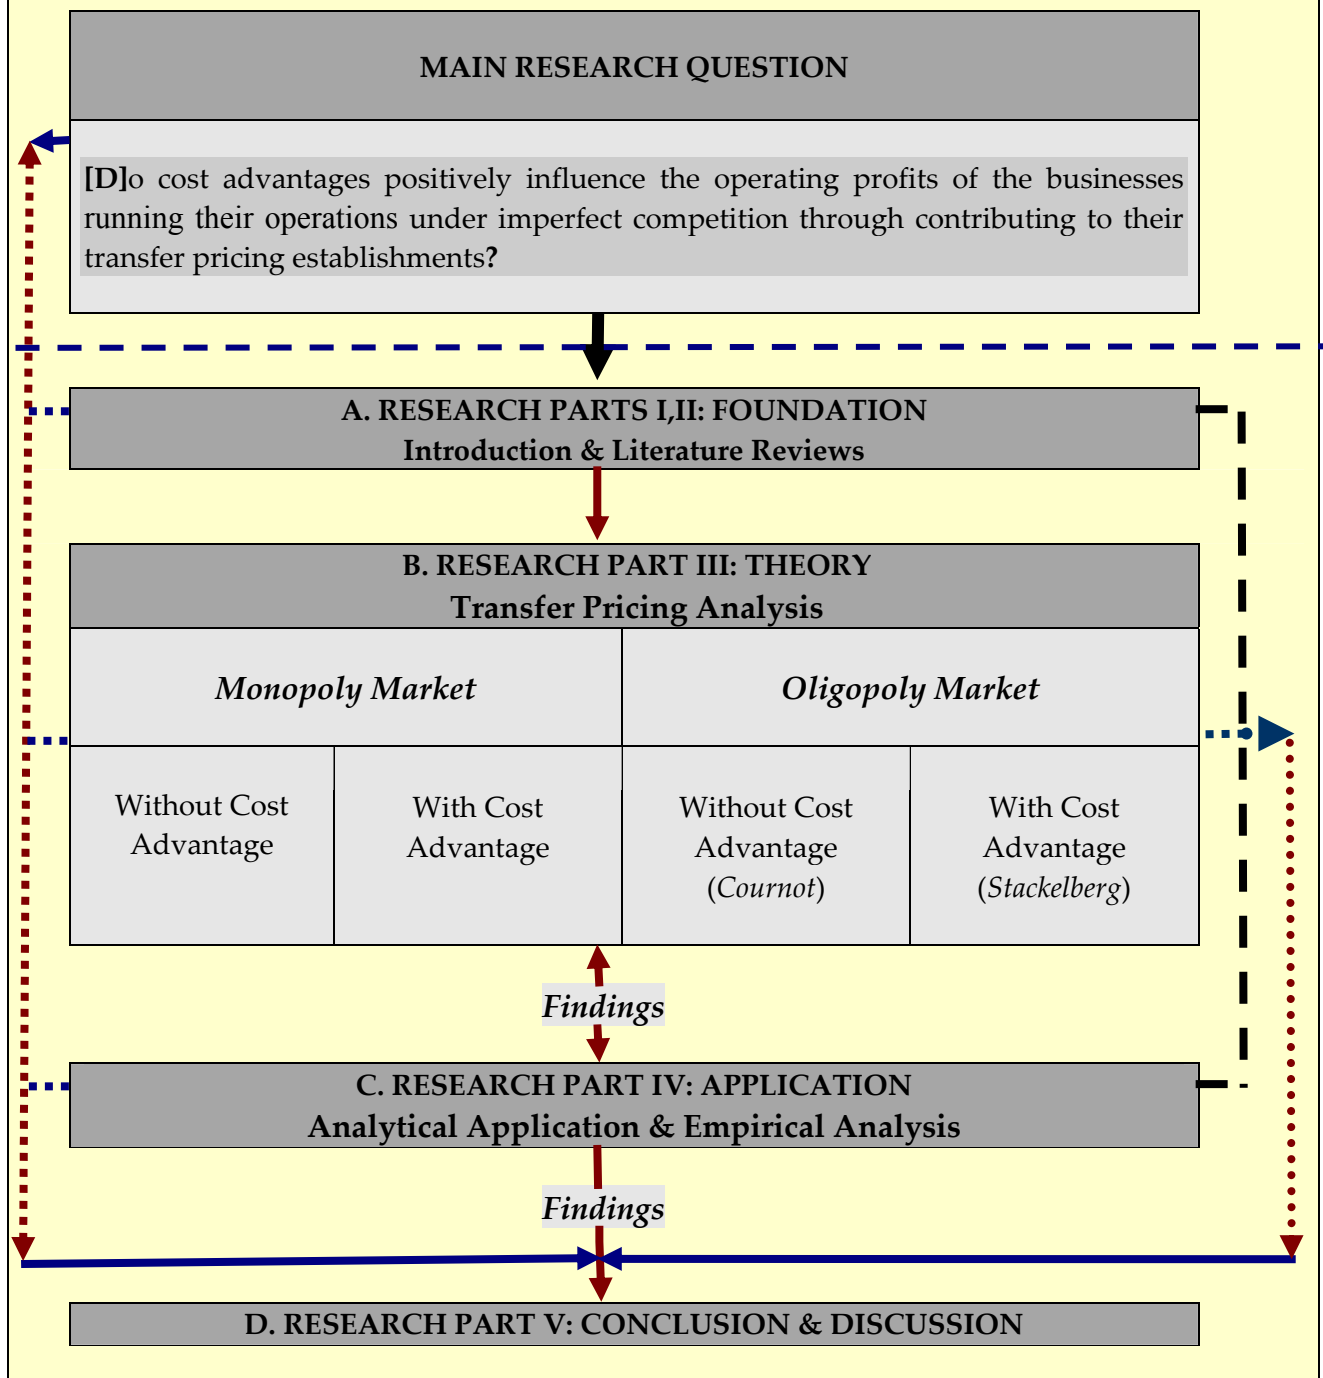 MAIN RESEARCH QUESTION
[D]o cost advantages positively influence the operating profits of the businesses
running their operations under imperfect competition through contributing to their
transfer pricing establishments?
A. RESEARCH PARTS I,II: FOUNDATION
Introduction & Literature Reviews
B. RESEARCH PART III: THEORY
Transfer Pricing Analysis
Monopoly Market
Oligopoly Market
Without Cost
Advantage
With Cost
Advantage
Without Cost
Advantage
(Cournot)
With Cost
Advantage
(Stackelberg)
Findings
C. RESEARCH PART IV: APPLICATION
Analytical Application & Empirical Analysis
Findings
D. RESEARCH PART V: CONCLUSION & DISCUSSION